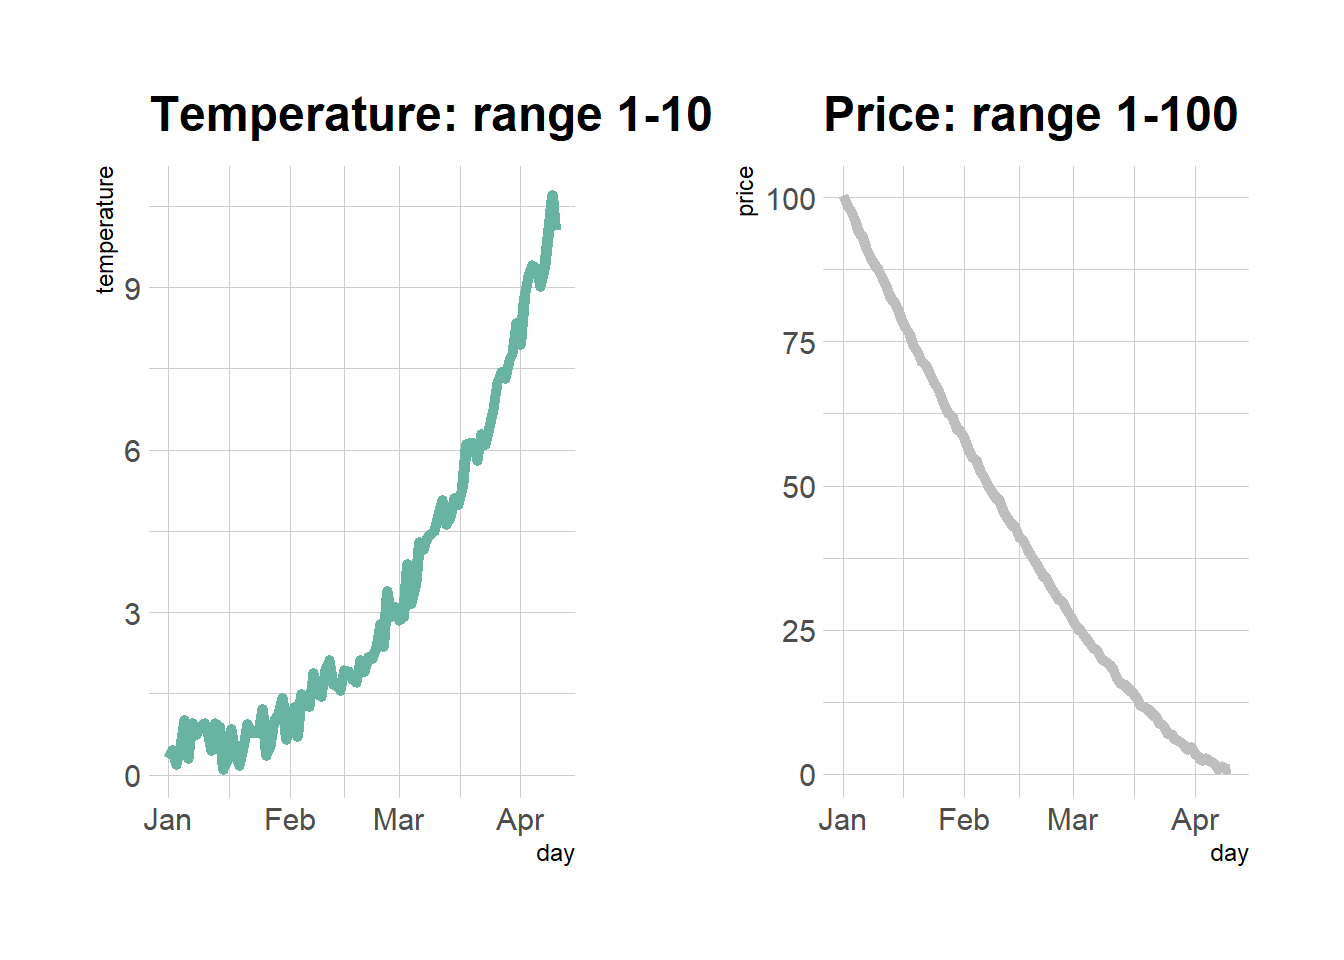 Temperature: range 1-10
temperature
9
6
3
0
Jan Feb Mar Apr
day
Price: range 1-100
price
100
75
50
25
0
Jan Feb Mar Apr
day